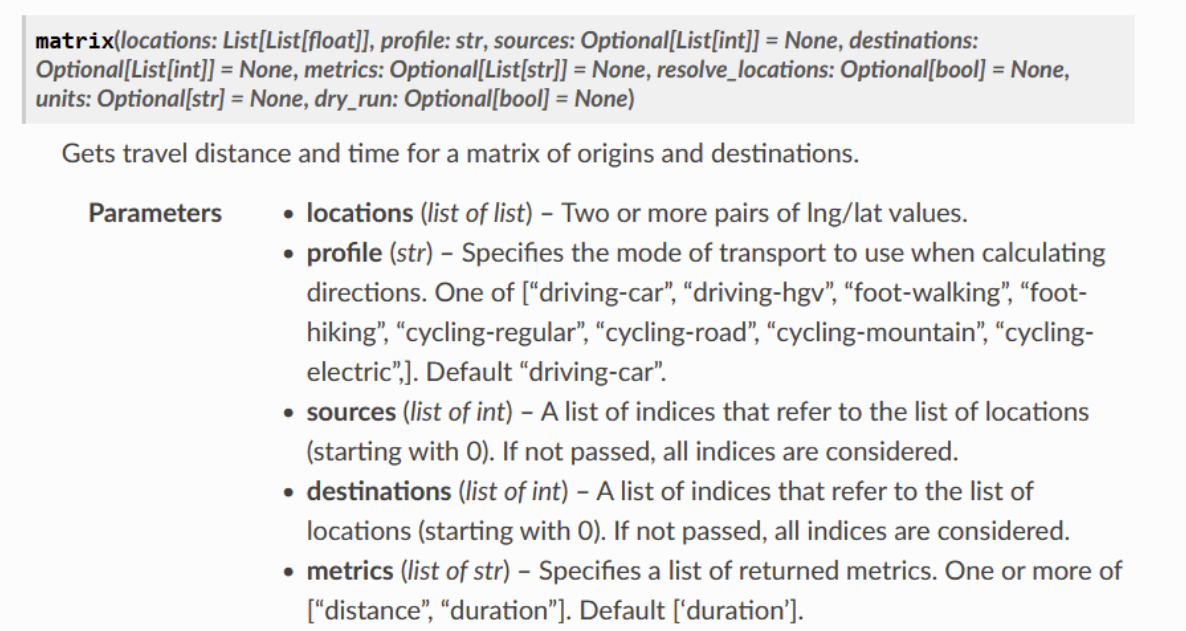 matrix(locations: List[List[float]], profile: str, sources: Optional[List[int]] = None, destinations:
Optional[List[int]] = None, metrics: Optional[List[str]] = None, resolve_locations: Optional[bool] = None,
units: Optional[str] = None, dry_run: Optional[bool] = None)
Gets travel distance and time for a matrix of origins and destinations.
Parameters
• locations (list of list) – Two or more pairs of lng/lat values.
• profile (str) – Specifies the mode of transport to use when calculating
directions. One of [“driving-car”, “driving-hgv”, “foot-walking”, “foot-
hiking”, “cycling-regular”, “cycling-road”, “cycling-mountain”, “cycling-
electric”,]. Default “driving-car”.
• sources (list of int) – A list of indices that refer to the list of locations
(starting with 0). If not passed, all indices are considered.
• destinations (list of int) – A list of indices that refer to the list of
locations (starting with 0). If not passed, all indices are considered.
• metrics (list of str) – Specifies a list of returned metrics. One or more of
[“distance”, “duration”]. Default [‘duration’].